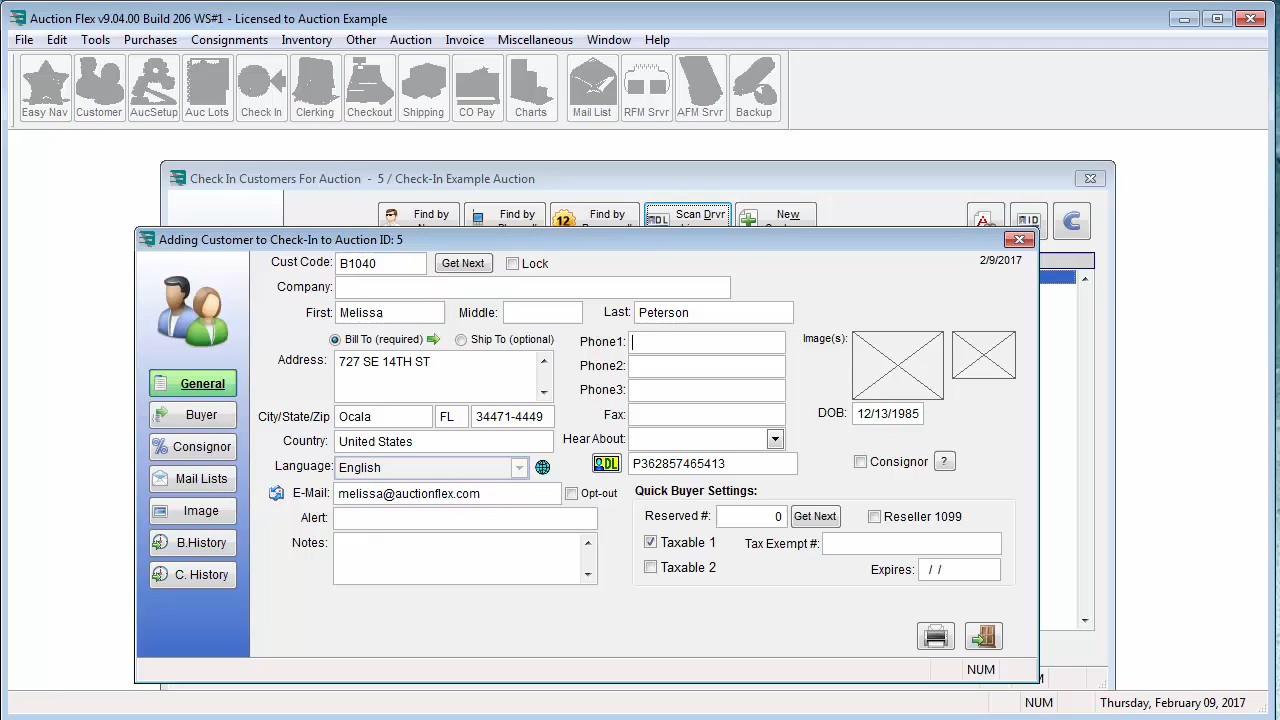 Auction Flex v9.04.00 Build 206 WS#1 - Licensed to Auction Example
File Edit Tools Purchases Consignments Inventory Other Auction Invoice Miscellaneous Window Help
Easy Nav Customer AucSetup Auc Lots Check In Clerking Checkout Shipping CO Pay Charts Mail List RFM Srvr AFM Srvr Backup
Check In Customers For Auction - 5 / Check-In Example Auction
Find by Find by Find by Scan Drvr New
12 DL ID
Adding Customer to Check-In to Auction ID: 5
Cust Code: B1040 Get Next Lock 2/9/2017
Company:
First: Melissa Middle: Last: Peterson
Bill To (required) Ship To (optional) Phone1: Image(s):
Address: 727 SE 14TH ST Phone2:
General Phone3:
Buyer City/State/Zip Ocala FL 34471-4449 Fax: DOB: 12/13/1985
Country: United States Hear About:
Consignor Language: English DL P362857465413 Consignor ?
Mail Lists E-Mail: melissa@auctionflex.com Opt-out Quick Buyer Settings:
Image Alert: Reserved #: 0 Get Next Reseller 1099
B.History Notes: Taxable 1 Tax Exempt #:
C. History Taxable 2 Expires: / /
NUM
NUM Thursday, February 09, 2017